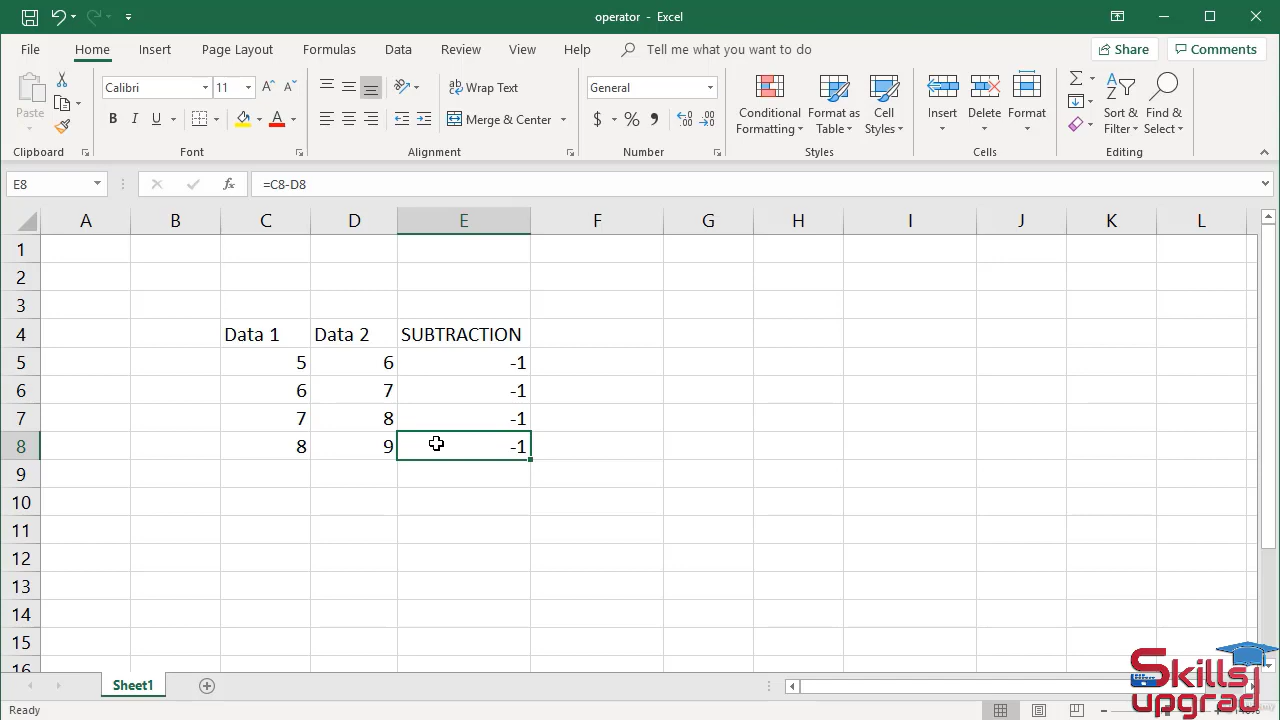 operator - Excel
File Home Insert Page Layout Formulas Data Review View Help Tell me what you want to do Share Comments
Paste
Calibri 11
B I U A
Wrap Text
Merge & Center
General
$ %
Conditional Formatting
Format as Table
Cell Styles
Insert Delete Format
Sort & Filter
Find & Select
Clipboard Font Alignment Number Styles Cells Editing
E8 fx =C8-D8
A B C D E F G H I J K L
1
2
3
4 Data 1 Data 2 SUBTRACTION
5 5 6 -1
6 6 7 -1
7 7 8 -1
8 8 9 -1
9
10
11
12
13
14
15
16
Sheet1
Skills
upgrad
Ready